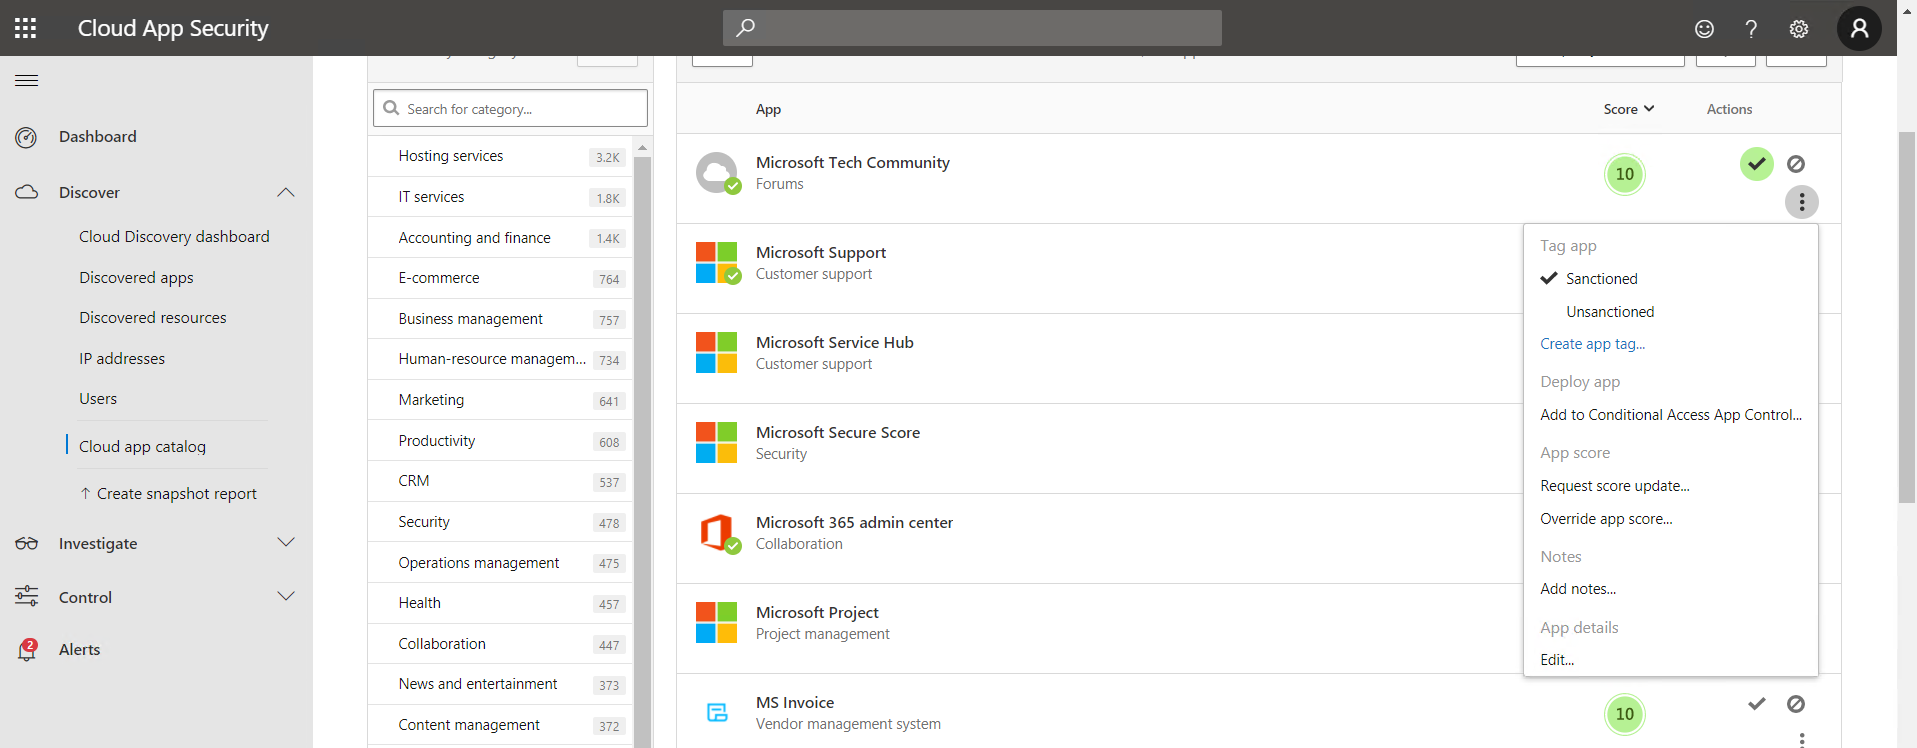 Cloud App Security
Dashboard
Discover
Cloud Discovery dashboard
Discovered apps
Discovered resources
IP addresses
Users
Cloud app catalog
Create snapshot report
Investigate
Control
2
Alerts
Search for category...
Hosting services 3.2K
IT services 1.8K
Accounting and finance 1.4K
E-commerce 764
Business management 757
Human-resource managem... 734
Marketing 641
Productivity 608
CRM 537
Security 478
Operations management 475
Health 457
Collaboration 447
News and entertainment 373
Content management 372
App Score Actions
Microsoft Tech Community
Forums
10
Microsoft Support
Customer support
Microsoft Service Hub
Customer support
Microsoft Secure Score
Security
Microsoft 365 admin center
Collaboration
Microsoft Project
Project management
MS Invoice
Vendor management system
10
Tag app
Sanctioned
Unsanctioned
Create app tag...
Deploy app
Add to Conditional Access App Control...
App score
Request score update...
Override app score...
Notes
Add notes...
App details
Edit...